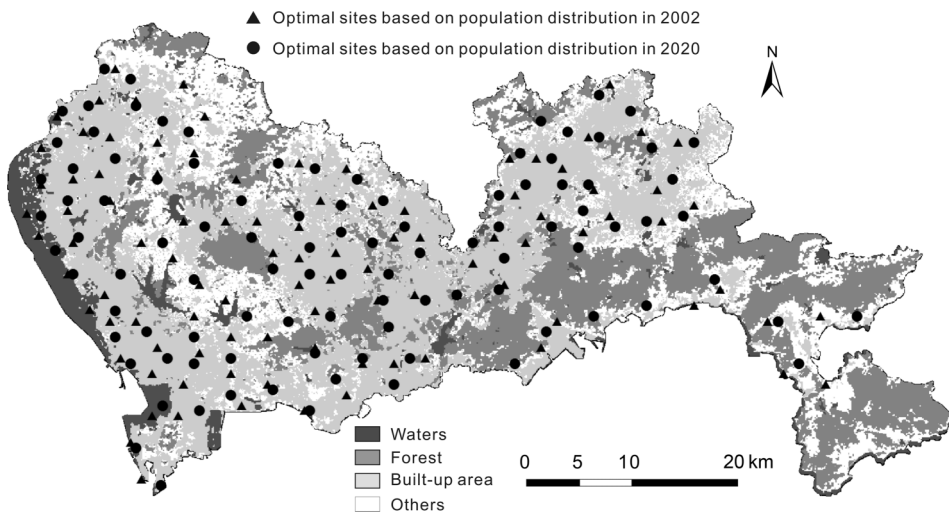 Optimal sites based on population distribution in 2002
Optimal sites based on population distribution in 2020
N
Waters
Forest
Built-up area
Others
0 5 10 20 km